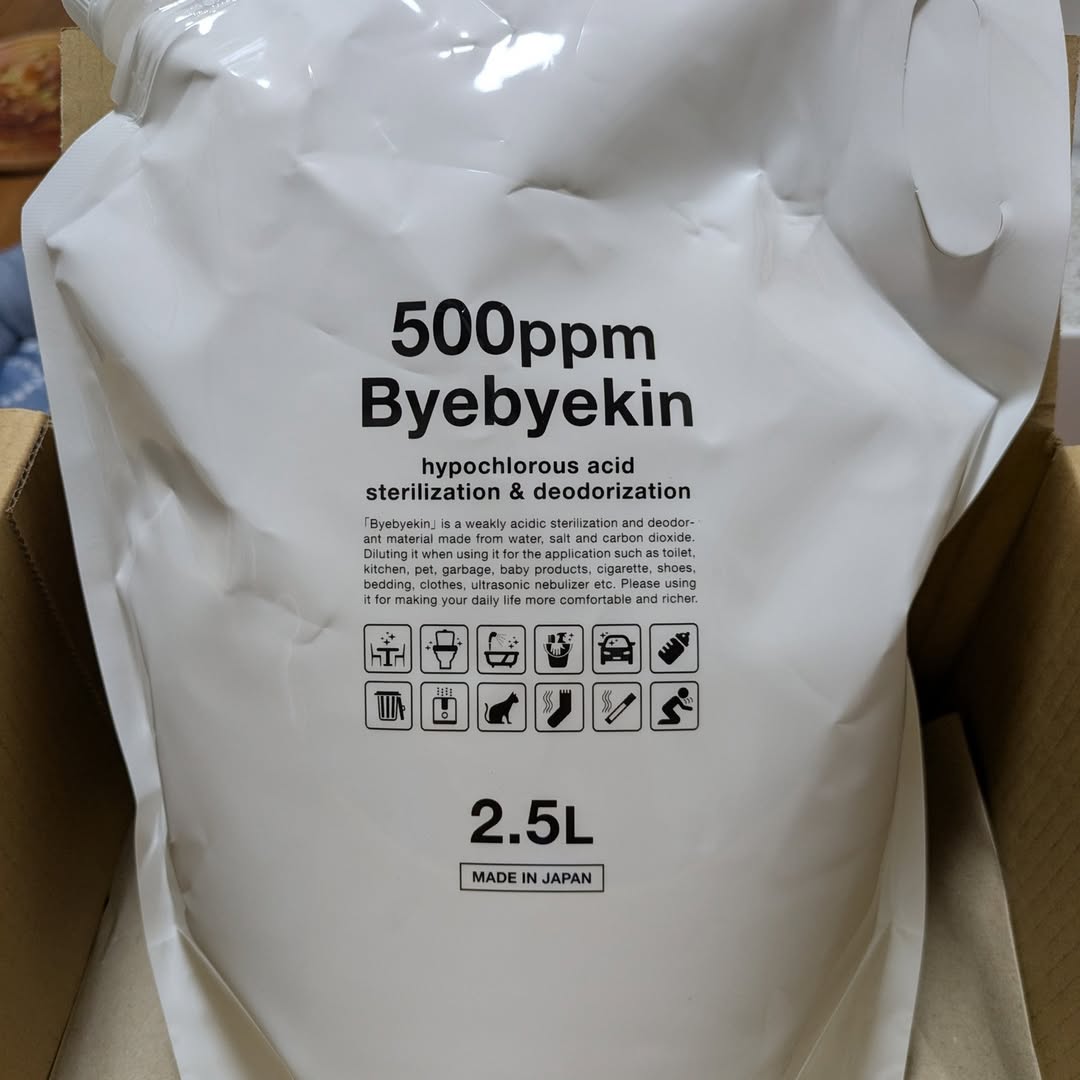 500ppm
Byebyekin
hypochlorous acid
sterilization & deodorization
「Byebyekin」 is a weakly acidic sterilization and deodor-
ant material made from water, salt and carbon dioxide.
Diluting it when using it for the application such as toilet,
kitchen, pet, garbage, baby products, cigarette, shoes,
bedding, clothes, ultrasonic nebulizer etc. Please using
it for making your daily life more comfortable and richer.
2.5L
MADE IN JAPAN